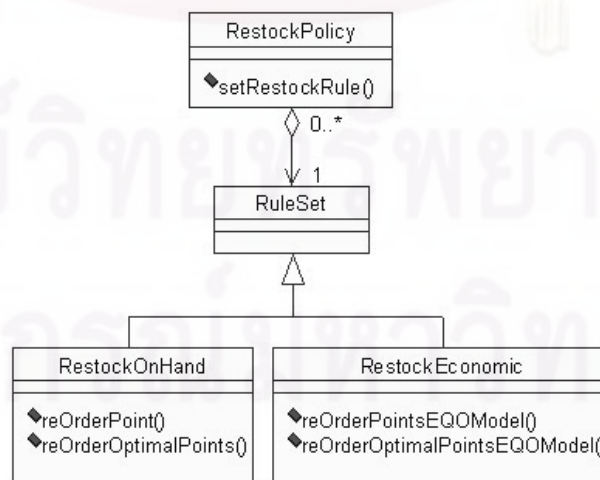 RestockPolicy
setRestockRule()
0..*
1
RuleSet
RestockOnHand
reOrderPoint()
reOrderOptimalPoints()
RestockEconomic
reOrderPointsEQOModel()
reOrderOptimalPointsEQOModel(